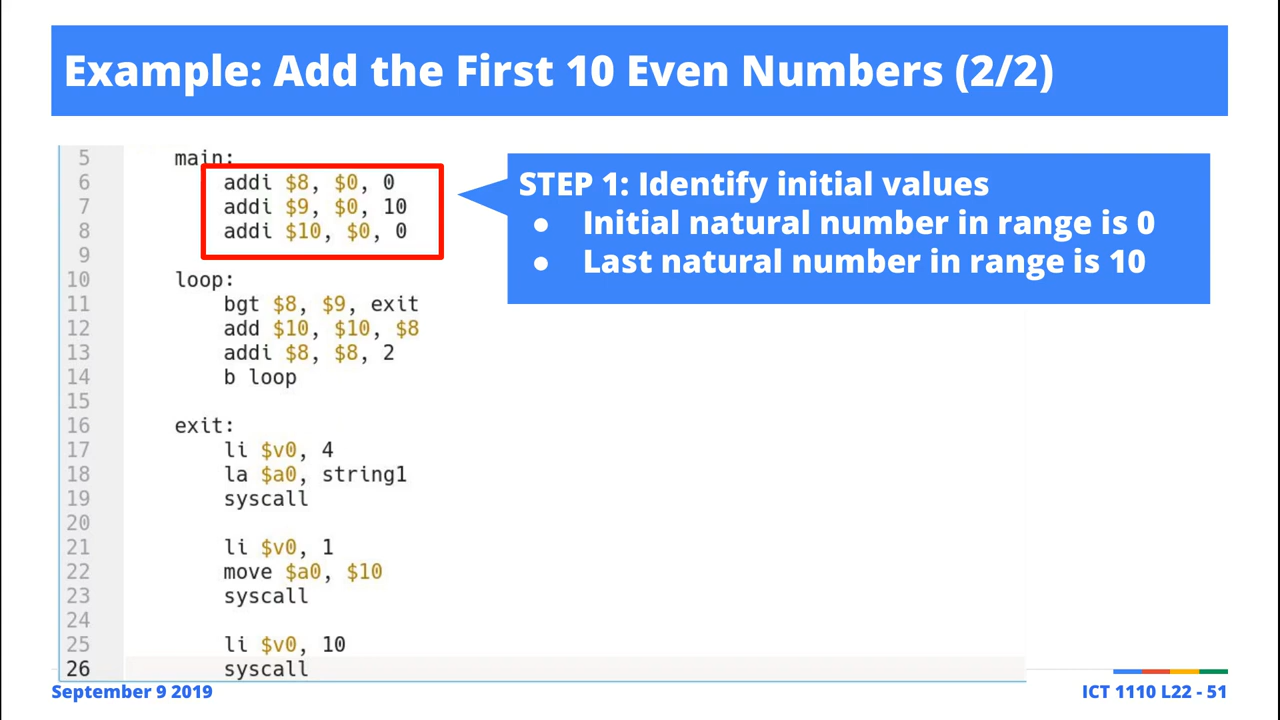 Example: Add the First 10 Even Numbers (2/2)
5 main:
6 addi $8, $0, 0
7 addi $9, $0, 10
8 addi $10, $0, 0
9
10 loop:
11 bgt $8, $9, exit
12 add $10, $10, $8
13 addi $8, $8, 2
14 b loop
15
16 exit:
17 li $v0, 4
18 la $a0, string1
19 syscall
20
21 li $v0, 1
22 move $a0, $10
23 syscall
24
25 li $v0, 10
26 syscall
STEP 1: Identify initial values
● Initial natural number in range is 0
● Last natural number in range is 10
September 9 2019
ICT 1110 L22 - 51